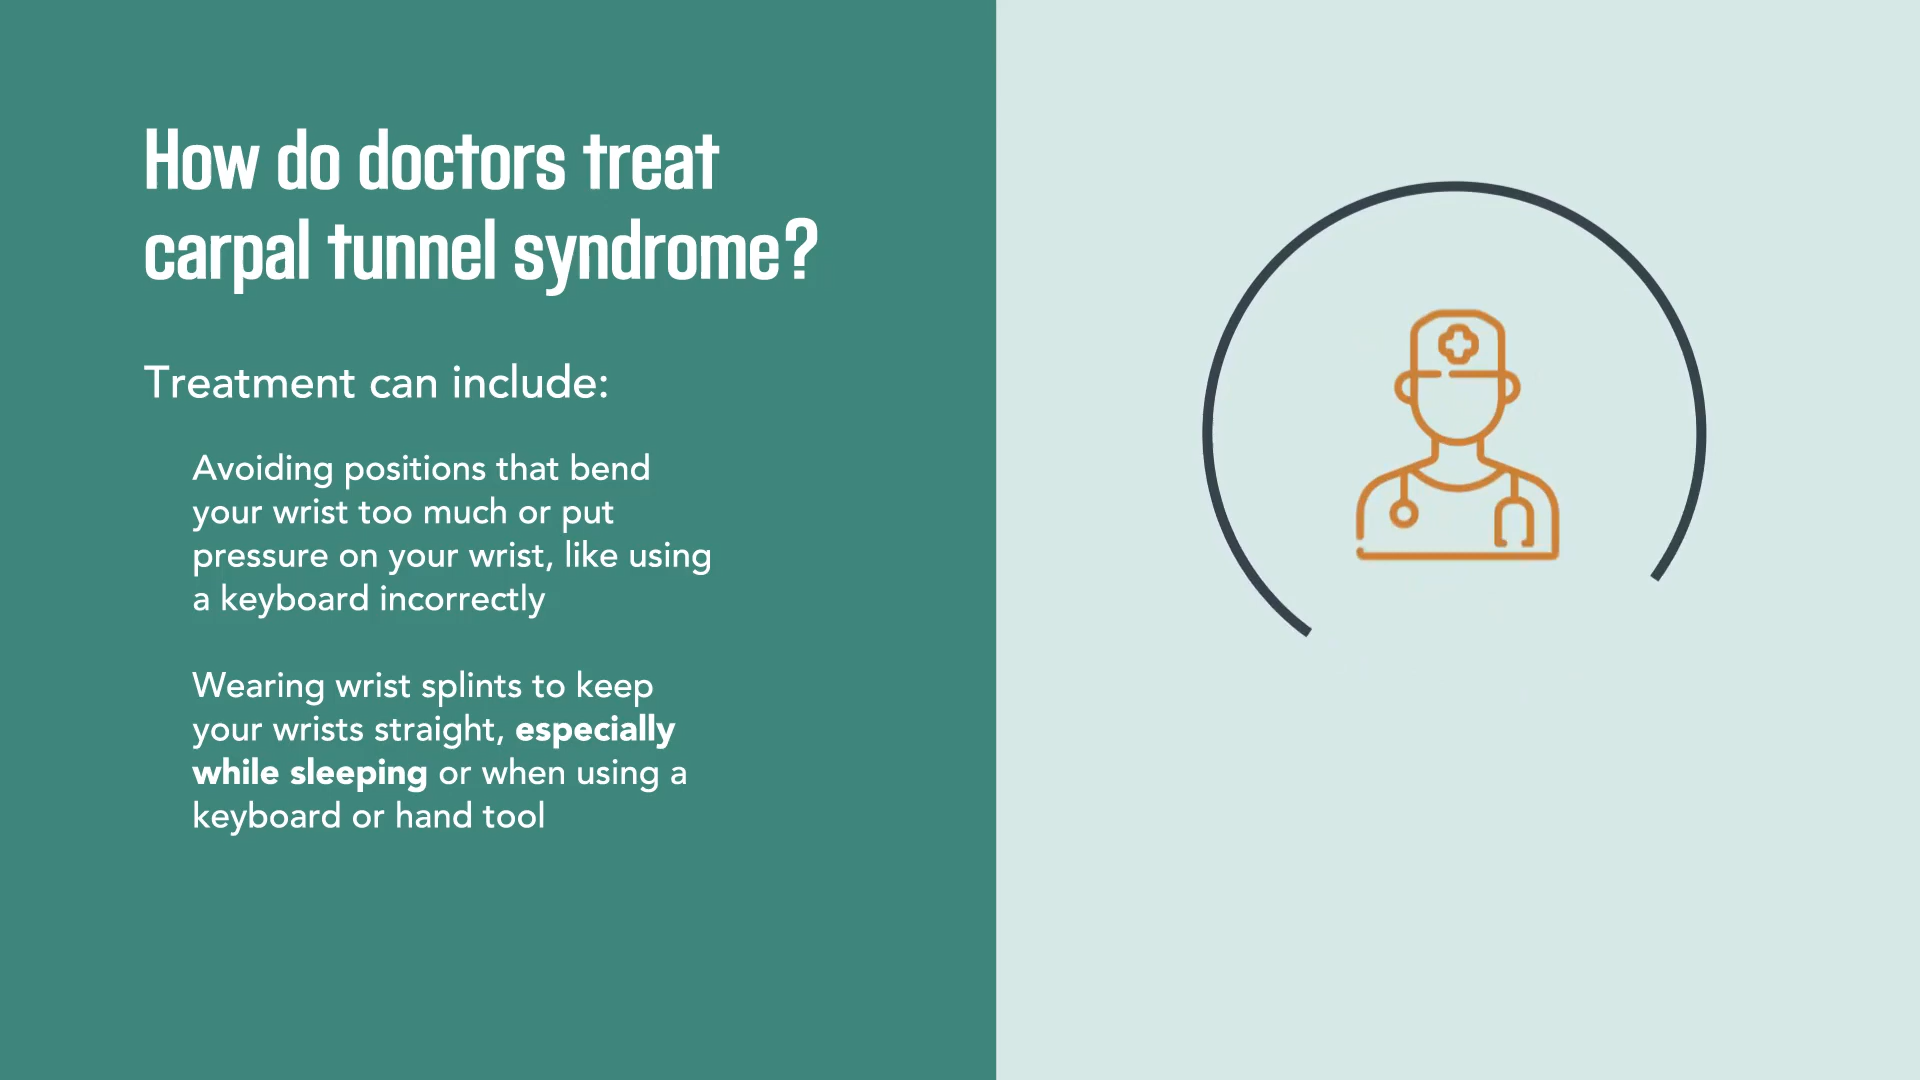 How do doctors treat
carpal tunnel syndrome?
Treatment can include:
Avoiding positions that bend
your wrist too much or put
pressure on your wrist, like using
a keyboard incorrectly
Wearing wrist splints to keep
your wrists straight, especially
while sleeping or when using a
keyboard or hand tool